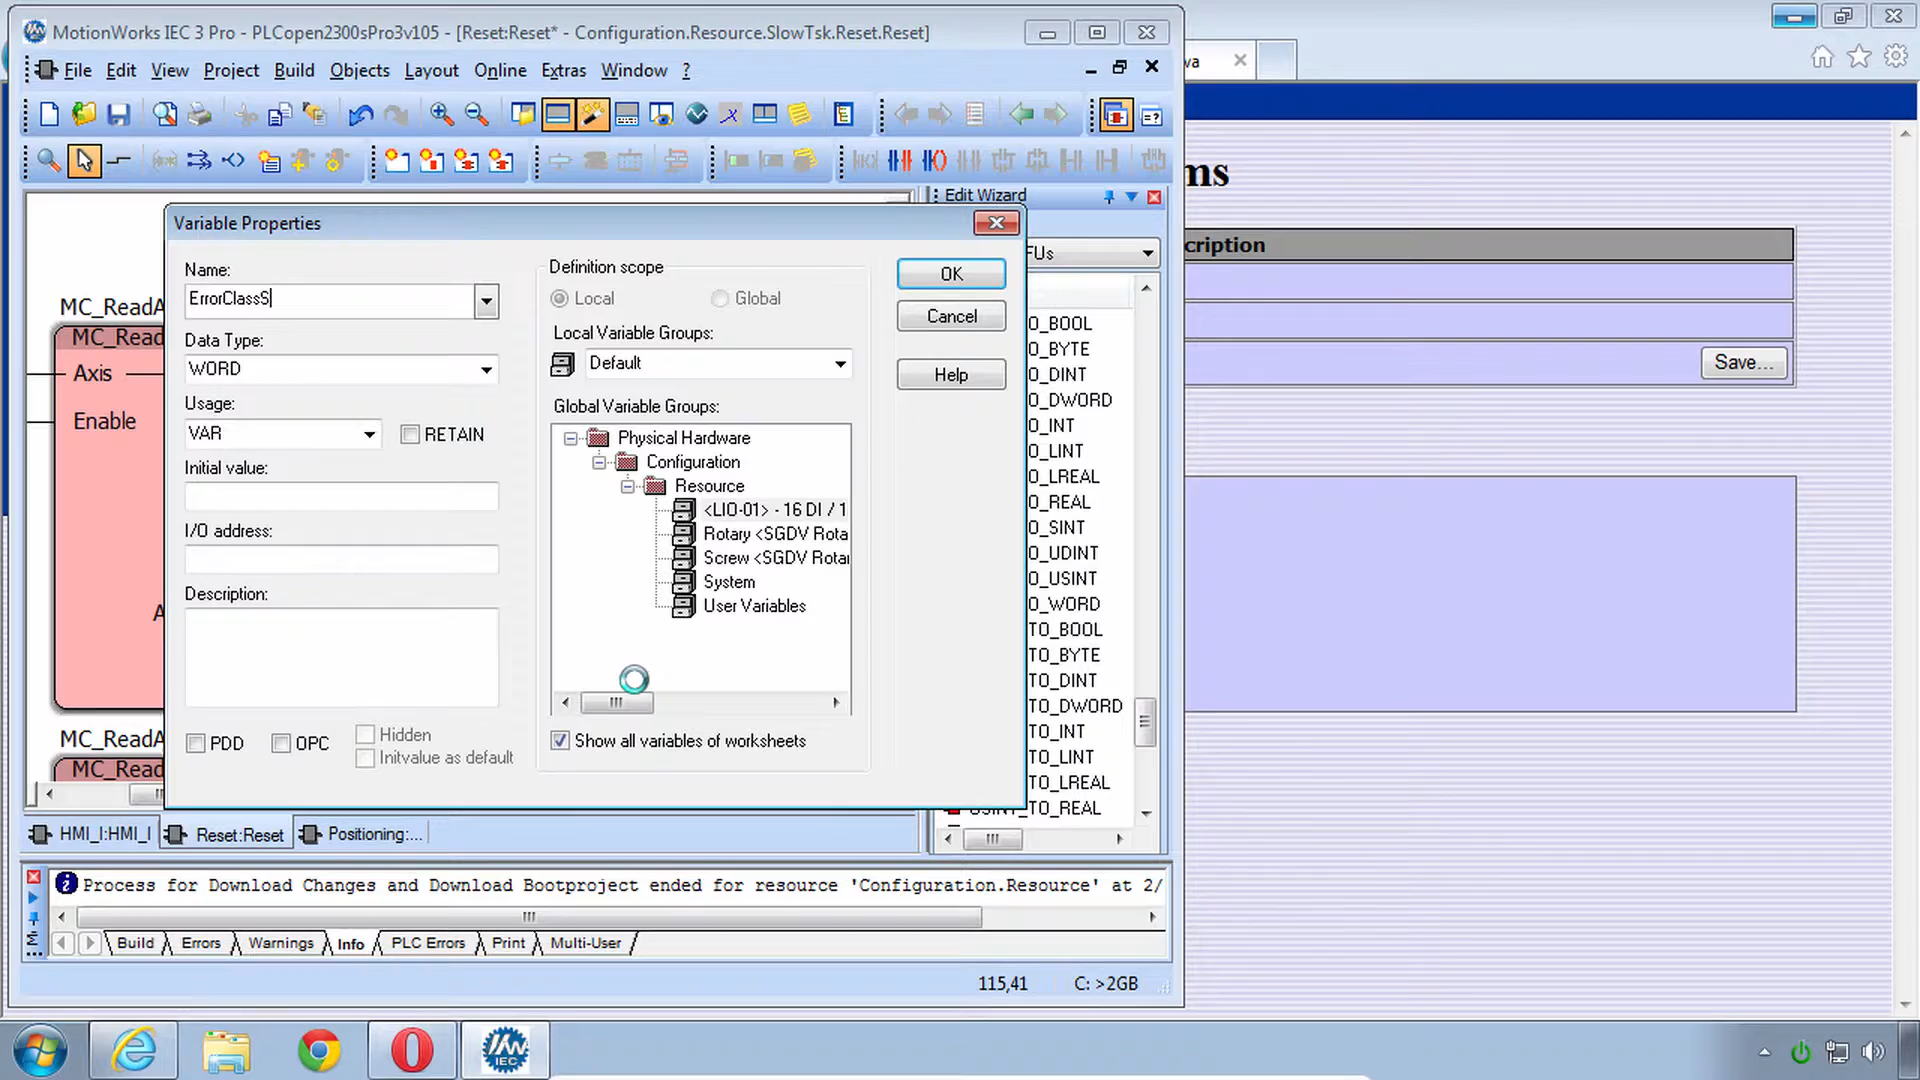 MotionWorks IEC 3 Pro - PLCopen2300sPro3v105 - [Reset:Reset* - Configuration.Resource.SlowTsk.Reset.Reset]
File Edit View Project Build Objects Layout Online Extras Window ?
va
ms
cription
Save...
Edit Wizard
FUs
Variable Properties
Name:
ErrorClassS
Data Type:
WORD
Usage:
VAR
RETAIN
Initial value:
I/O address:
Description:
PDD
OPC
Hidden
Initvalue as default
Definition scope
Local
Global
Local Variable Groups:
Default
Global Variable Groups:
Physical Hardware
Configuration
Resource
<LIO-01> - 16 DI / 1
Rotary <SGDV Rota
Screw <SGDV Rota
System
User Variables
Show all variables of worksheets
OK
Cancel
Help
MC_ReadA
MC_Read
Axis
Enable
A
MC_ReadA
MC_Read
O_BOOL
O_BYTE
O_DINT
O_DWORD
O_INT
O_LINT
O_LREAL
O_REAL
O_SINT
O_UDINT
O_USINT
O_WORD
TO_BOOL
TO_BYTE
TO_DINT
TO_DWORD
TO_INT
TO_LINT
TO_LREAL
USINT_TO_REAL
HMI_I:HMI_I
Reset:Reset
Positioning:...
Process for Download Changes and Download Bootproject ended for resource 'Configuration.Resource' at 2/
Build Errors Warnings Info PLC Errors Print Multi-User
115,41
C: >2GB
IEC